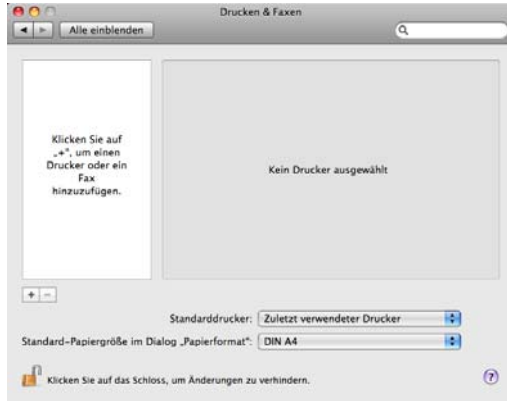 Drucken & Faxen
Alle einblenden
Klicken Sie auf
„+“, um einen
Drucker oder ein
Fax
hinzuzufügen.
Kein Drucker ausgewählt
+ −
Standarddrucker: Zuletzt verwendeter Drucker
Standard-Papiergröße im Dialog „Papierformat“: DIN A4
Klicken Sie auf das Schloss, um Änderungen zu verhindern.
?